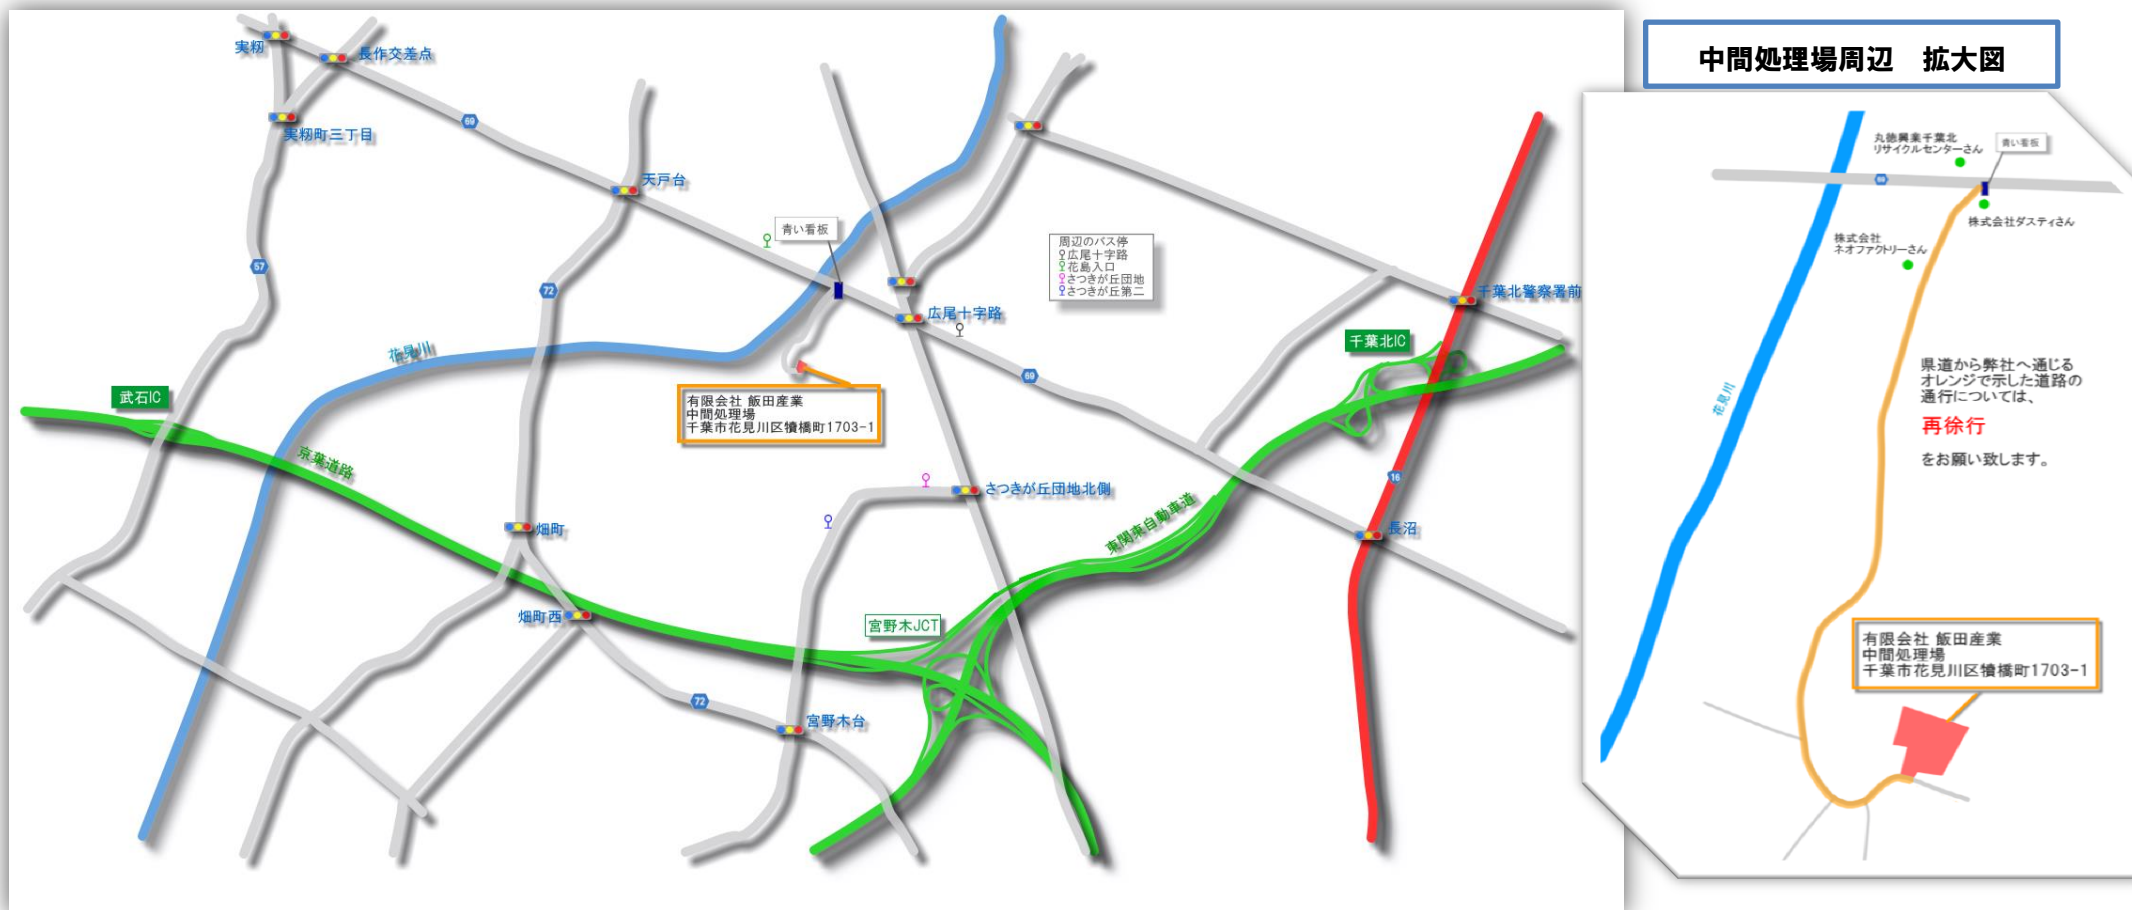 実籾
長作交差点
実籾町三丁目
69
天戸台
57
72
青い看板
周辺のバス停
広尾十字路
花島入口
さつきが丘団地
さつきが丘第二
広尾十字路
千葉北警察署前
千葉北IC
花見川
武石IC
69
有限会社 飯田産業
中間処理場
千葉市花見川区犢橋町1703-1
京葉道路
16
さつきが丘団地北側
東関東自動車道
畑町
長沼
畑町西
宮野木JCT
72
宮野木台
中間処理場周辺 拡大図
丸徳興業千葉北
リサイクルセンターさん
青い看板
69
株式会社ダスティさん
株式会社
ネオファクトリーさん
花見川
県道から弊社へ通じる
オレンジで示した道路の
通行については、
再徐行
をお願い致します。
有限会社 飯田産業
中間処理場
千葉市花見川区犢橋町1703-1